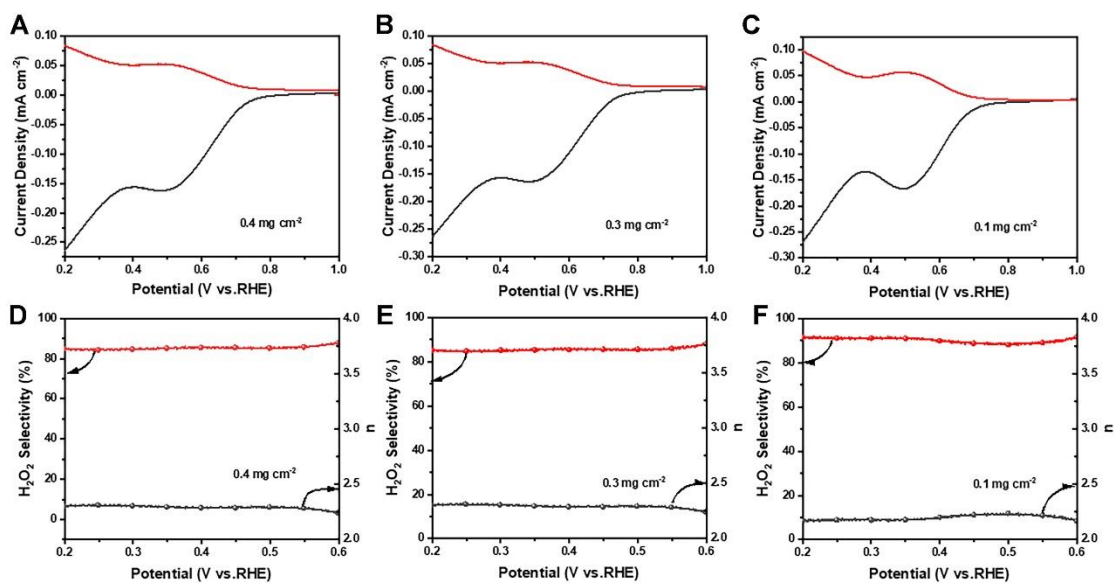 A
Current Density (mA cm⁻²)
0.10
0.05
0.00
-0.05
-0.10
-0.15
-0.20
-0.25
0.4 mg cm⁻²
0.2 0.4 0.6 0.8 1.0
Potential (V vs.RHE)
B
Current Density (mA cm⁻²)
0.10
0.05
0.00
-0.05
-0.10
-0.15
-0.20
-0.25
-0.30
0.3 mg cm⁻²
0.2 0.4 0.6 0.8 1.0
Potential (V vs.RHE)
C
Current Density (mA cm⁻²)
0.10
0.05
0.00
-0.05
-0.10
-0.15
-0.20
-0.25
-0.30
0.1 mg cm⁻²
0.2 0.4 0.6 0.8 1.0
Potential (V vs.RHE)
D
H₂O₂ Selectivity (%)
100
80
60
40
20
0
4.0
3.5
3.0
2.5
2.0
n
0.4 mg cm⁻²
0.2 0.3 0.4 0.5 0.6
Potential (V vs.RHE)
E
H₂O₂ Selectivity (%)
100
80
60
40
20
0
4.0
3.5
3.0
2.5
2.0
n
0.3 mg cm⁻²
0.2 0.3 0.4 0.5 0.6
Potential (V vs.RHE)
F
H₂O₂ Selectivity (%)
100
80
60
40
20
0
4.0
3.5
3.0
2.5
2.0
n
0.1 mg cm⁻²
0.2 0.3 0.4 0.5 0.6
Potential (V vs.RHE)